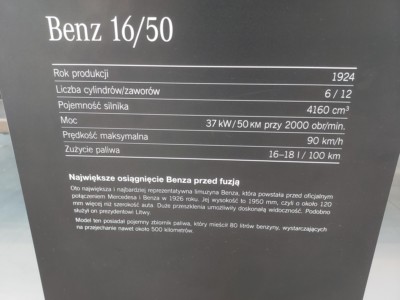 Benz 16/50
Rok produkcji 1924
Liczba cylindrów/zaworów 6 / 12
Pojemność silnika 4160 cm³
Moc 37 kW / 50 KM przy 2000 obr/min.
Prędkość maksymalna 90 km/h
Zużycie paliwa 16–18 l / 100 km
Największe osiągnięcie Benza przed fuzją
Oto największa i najbardziej reprezentatywna limuzyna Benza, która powstała przed oficjalnym
połączeniem Mercedesa i Benza w 1926 roku. Jej wysokość to 1950 mm, czyli o około 120
mm więcej niż szerokość auta. Duże przeszklenia umożliwiły doskonałą widoczność. Podobno
służył on prezydentowi Litwy.
Model ten posiadał pojemny zbiornik paliwa, który mieścił 80 litrów benzyny, wystarczających
na przejechanie nawet około 500 kilometrów.